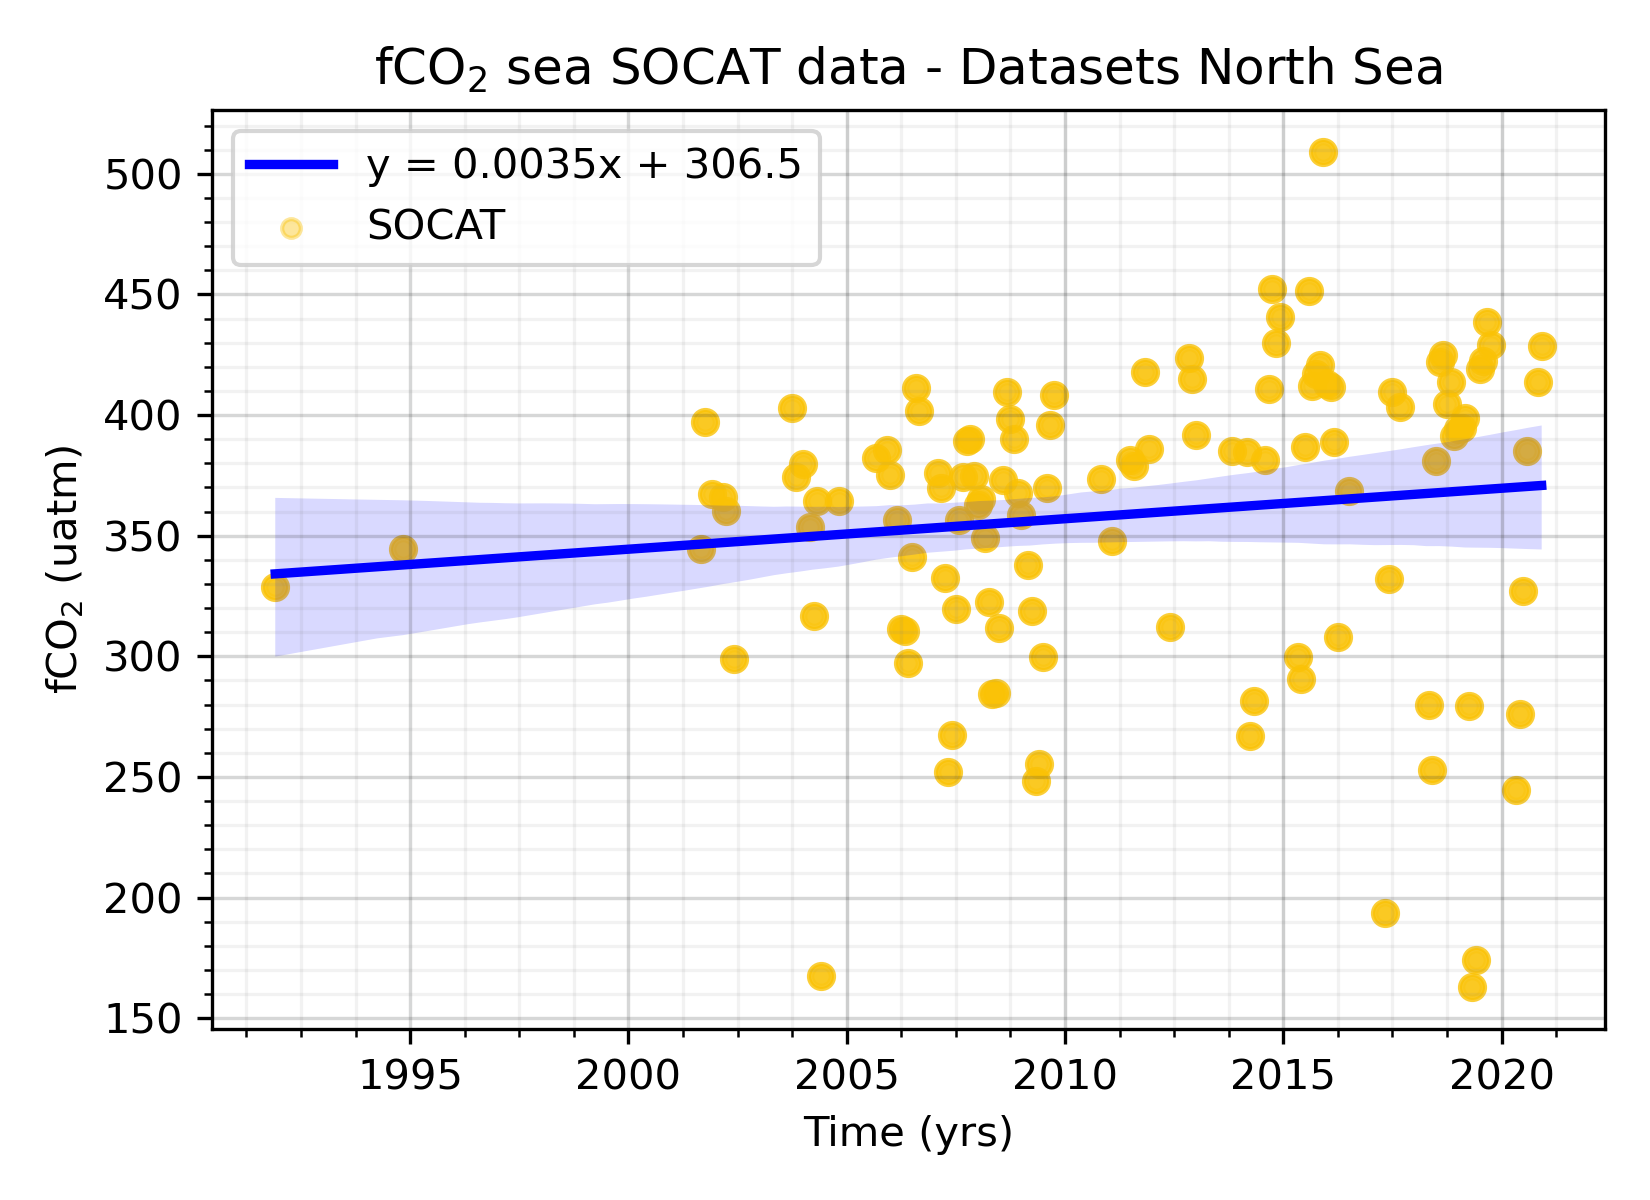 fCO₂ sea SOCAT data - Datasets North Sea
y = 0.0035x + 306.5
SOCAT
fCO₂ (uatm)
500
450
400
350
300
250
200
150
1995 2000 2005 2010 2015 2020
Time (yrs)